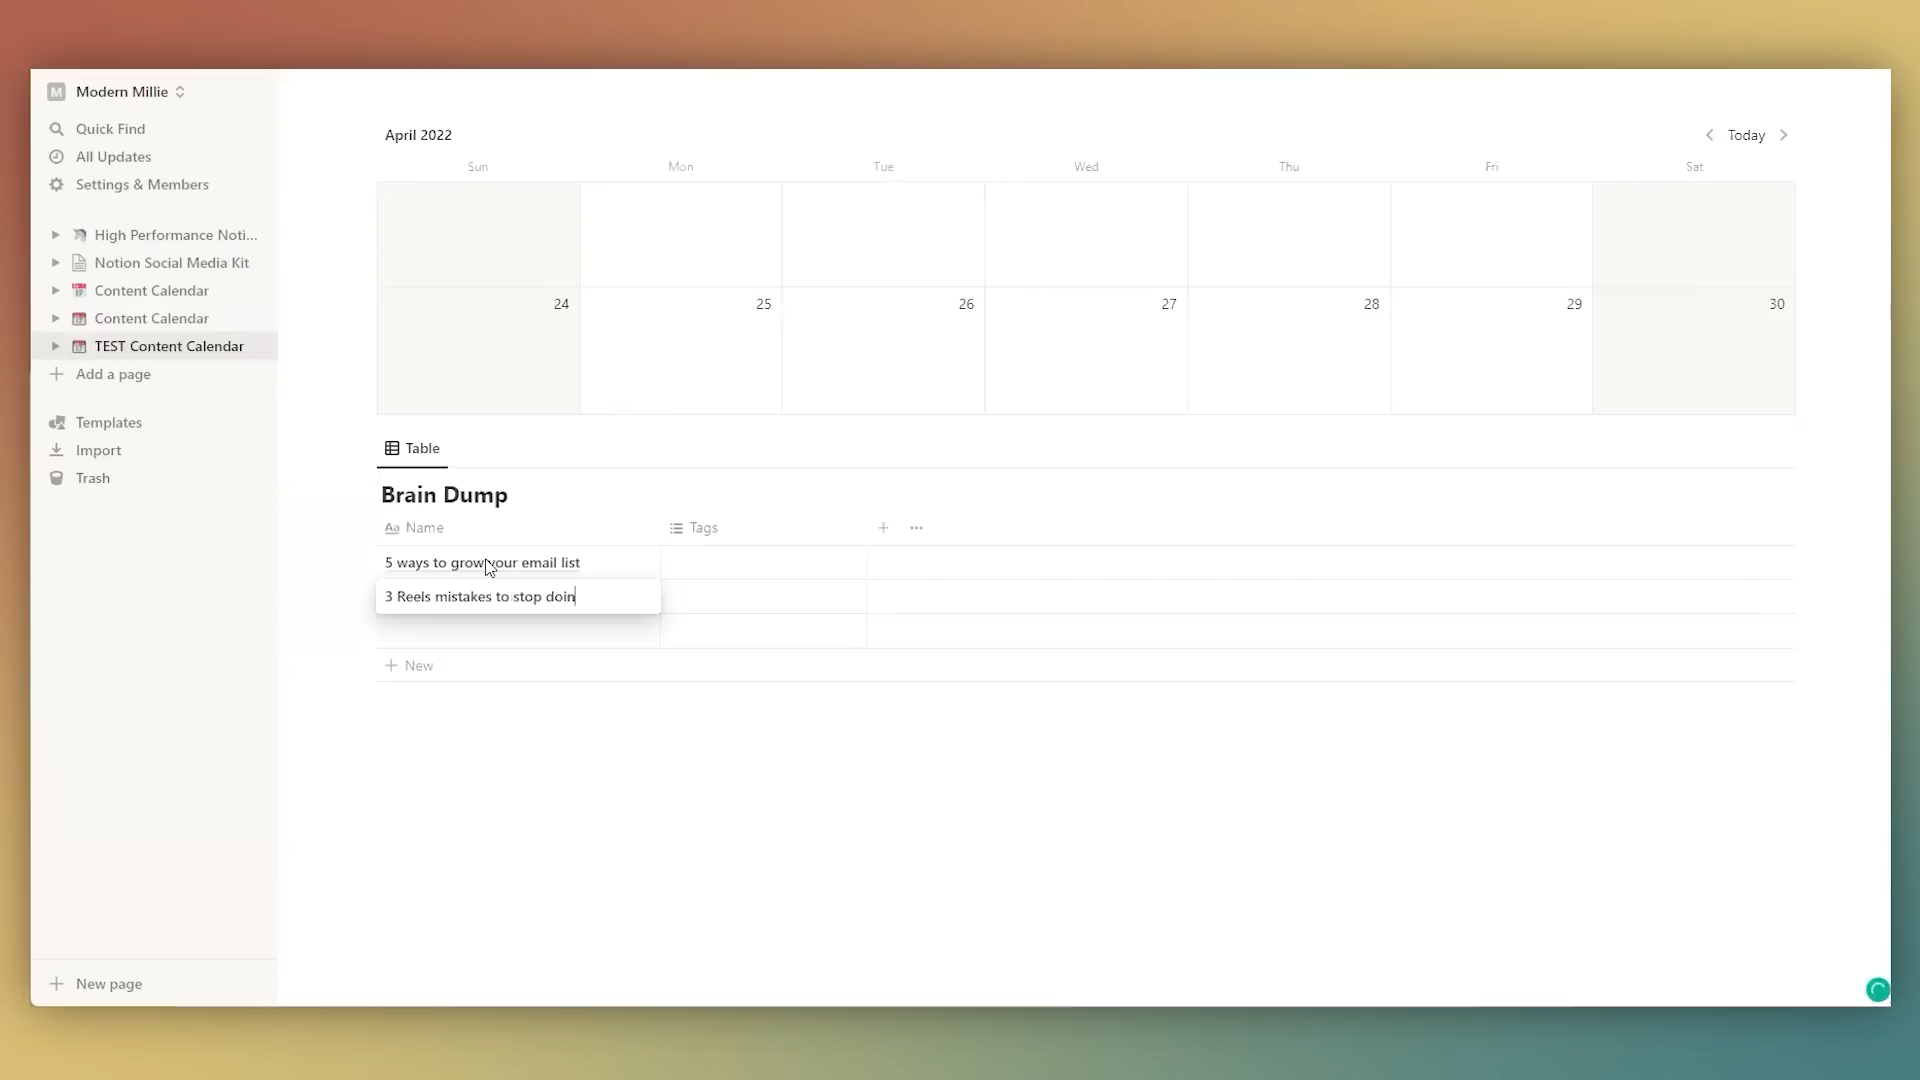 M Modern Millie
Quick Find
All Updates
Settings & Members
High Performance Noti...
Notion Social Media Kit
Content Calendar
Content Calendar
TEST Content Calendar
Add a page
Templates
Import
Trash
New page
April 2022
Today
Sun Mon Tue Wed Thu Fri Sat
24 25 26 27 28 29 30
Table
Brain Dump
Aa Name Tags
5 ways to grow your email list
3 Reels mistakes to stop doin
New